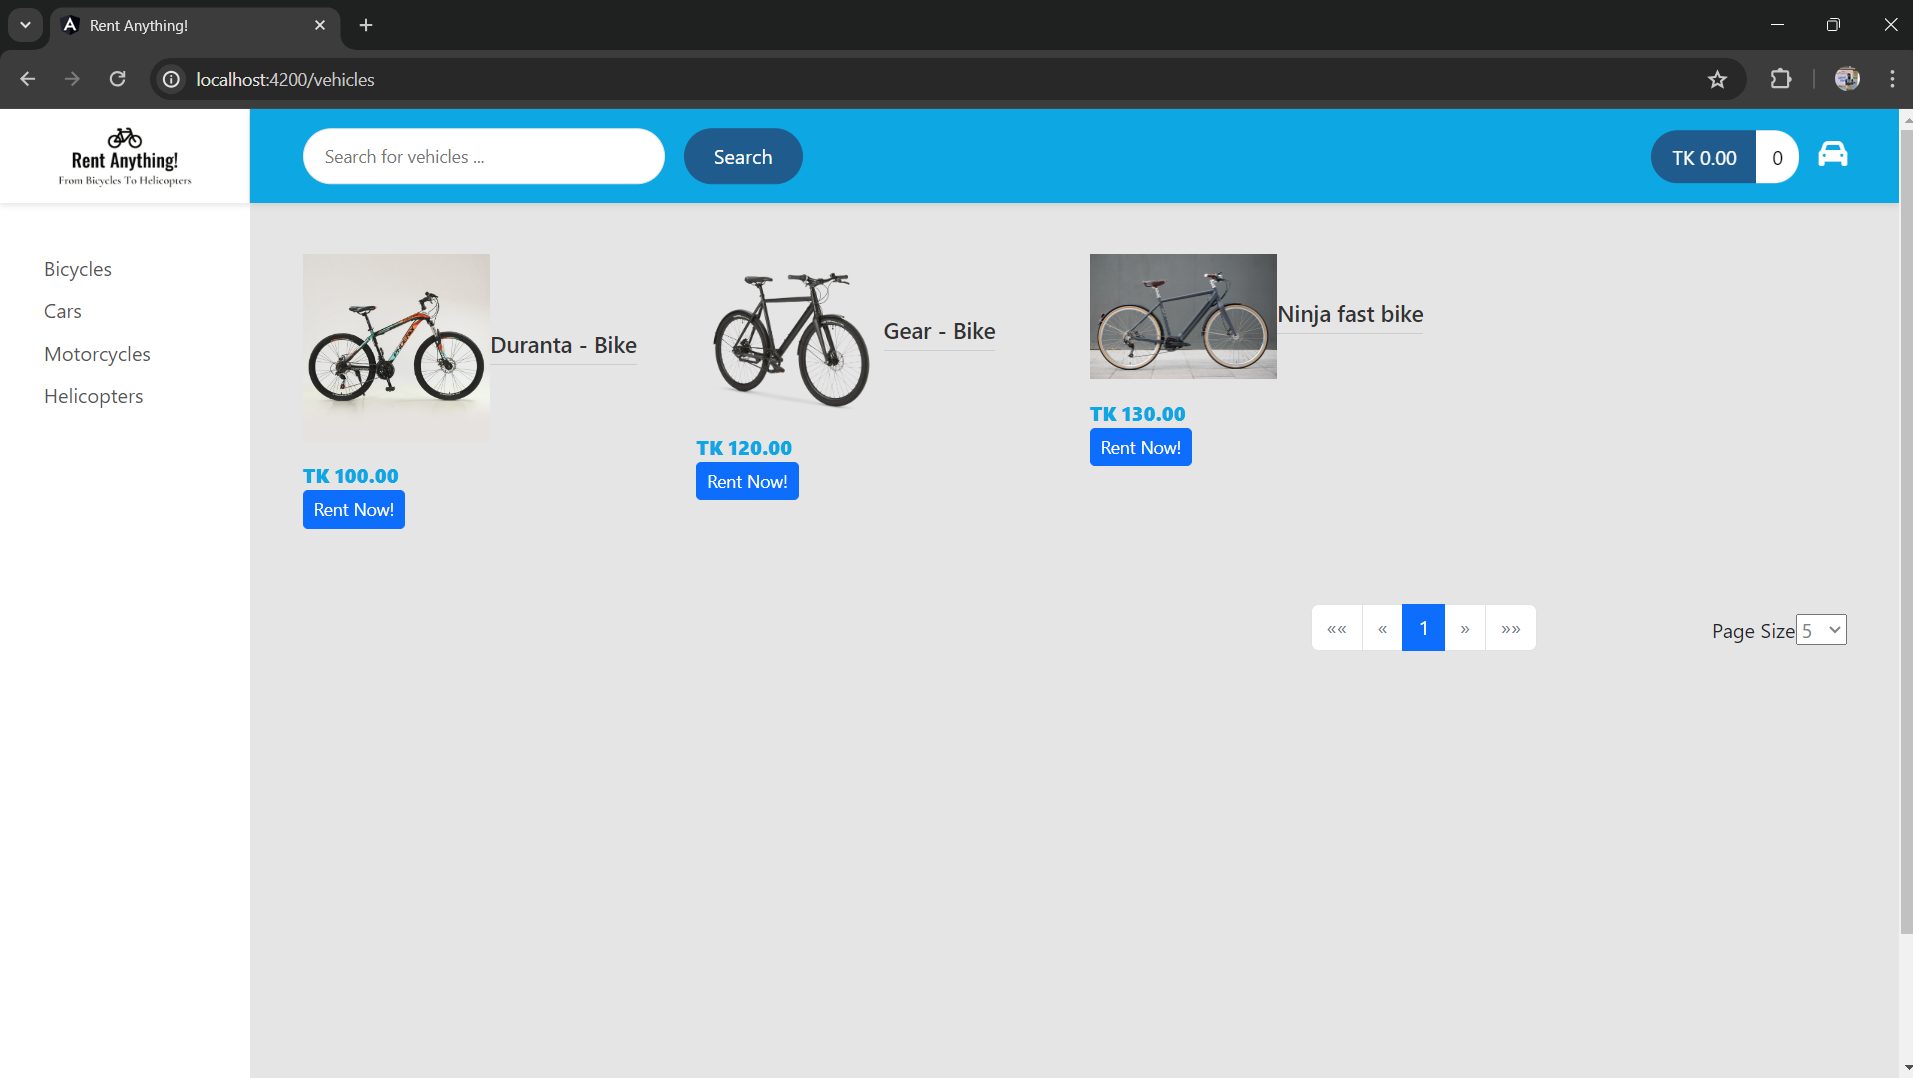 Rent Anything!
localhost:4200/vehicles
Rent Anything!
From Bicycles To Helicopters
Search for vehicles ...
Search
TK 0.00 0
Bicycles
Cars
Motorcycles
Helicopters
Duranta - Bike
TK 100.00
Rent Now!
Gear - Bike
TK 120.00
Rent Now!
Ninja fast bike
TK 130.00
Rent Now!
«« « 1 » »»
Page Size 5